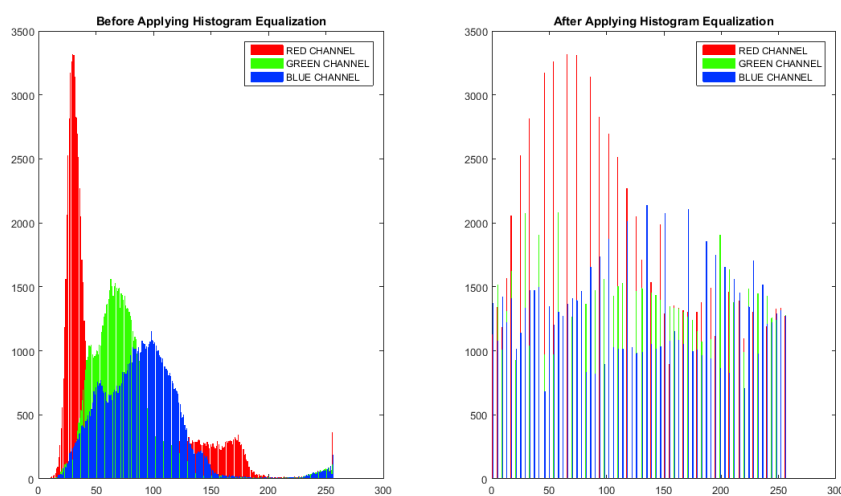 Before Applying Histogram Equalization
3500
3000
2500
2000
1500
1000
500
0
0 50 100 150 200 250 300
RED CHANNEL
GREEN CHANNEL
BLUE CHANNEL
After Applying Histogram Equalization
3500
3000
2500
2000
1500
1000
500
0
0 50 100 150 200 250 300
RED CHANNEL
GREEN CHANNEL
BLUE CHANNEL